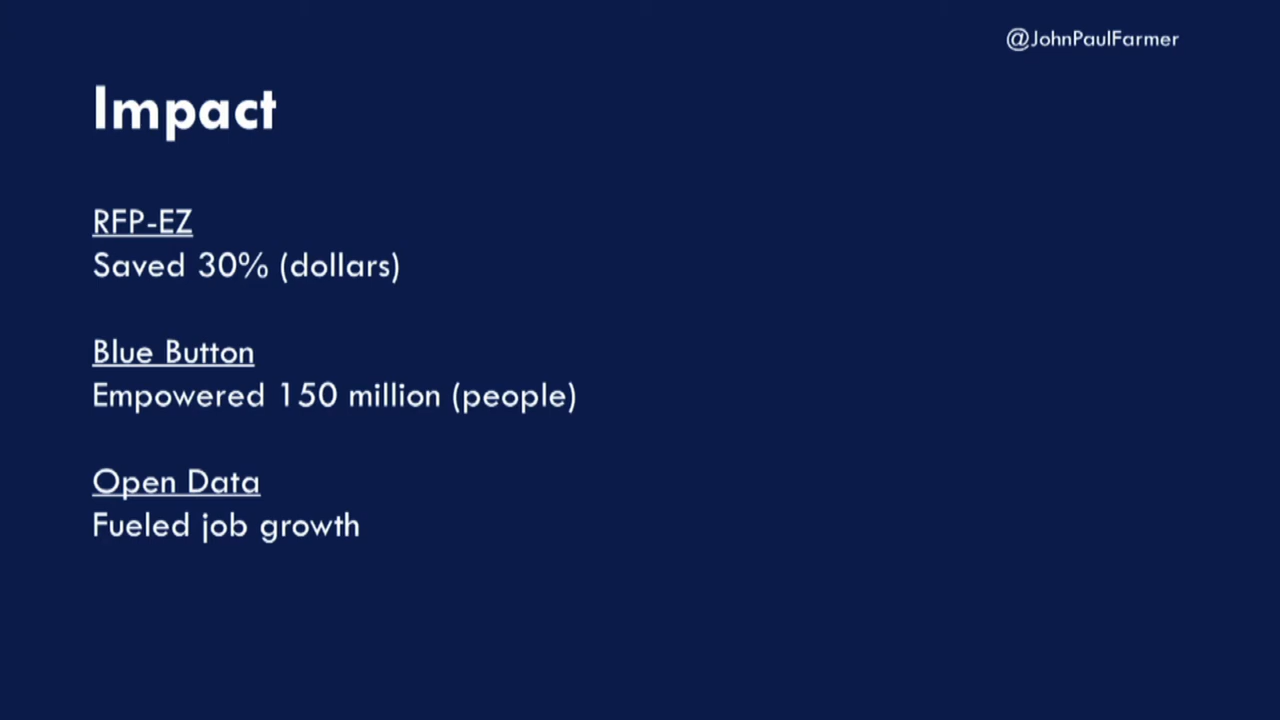 @JohnPaulFarmer
Impact
RFP-EZ
Saved 30% (dollars)
Blue Button
Empowered 150 million (people)
Open Data
Fueled job growth